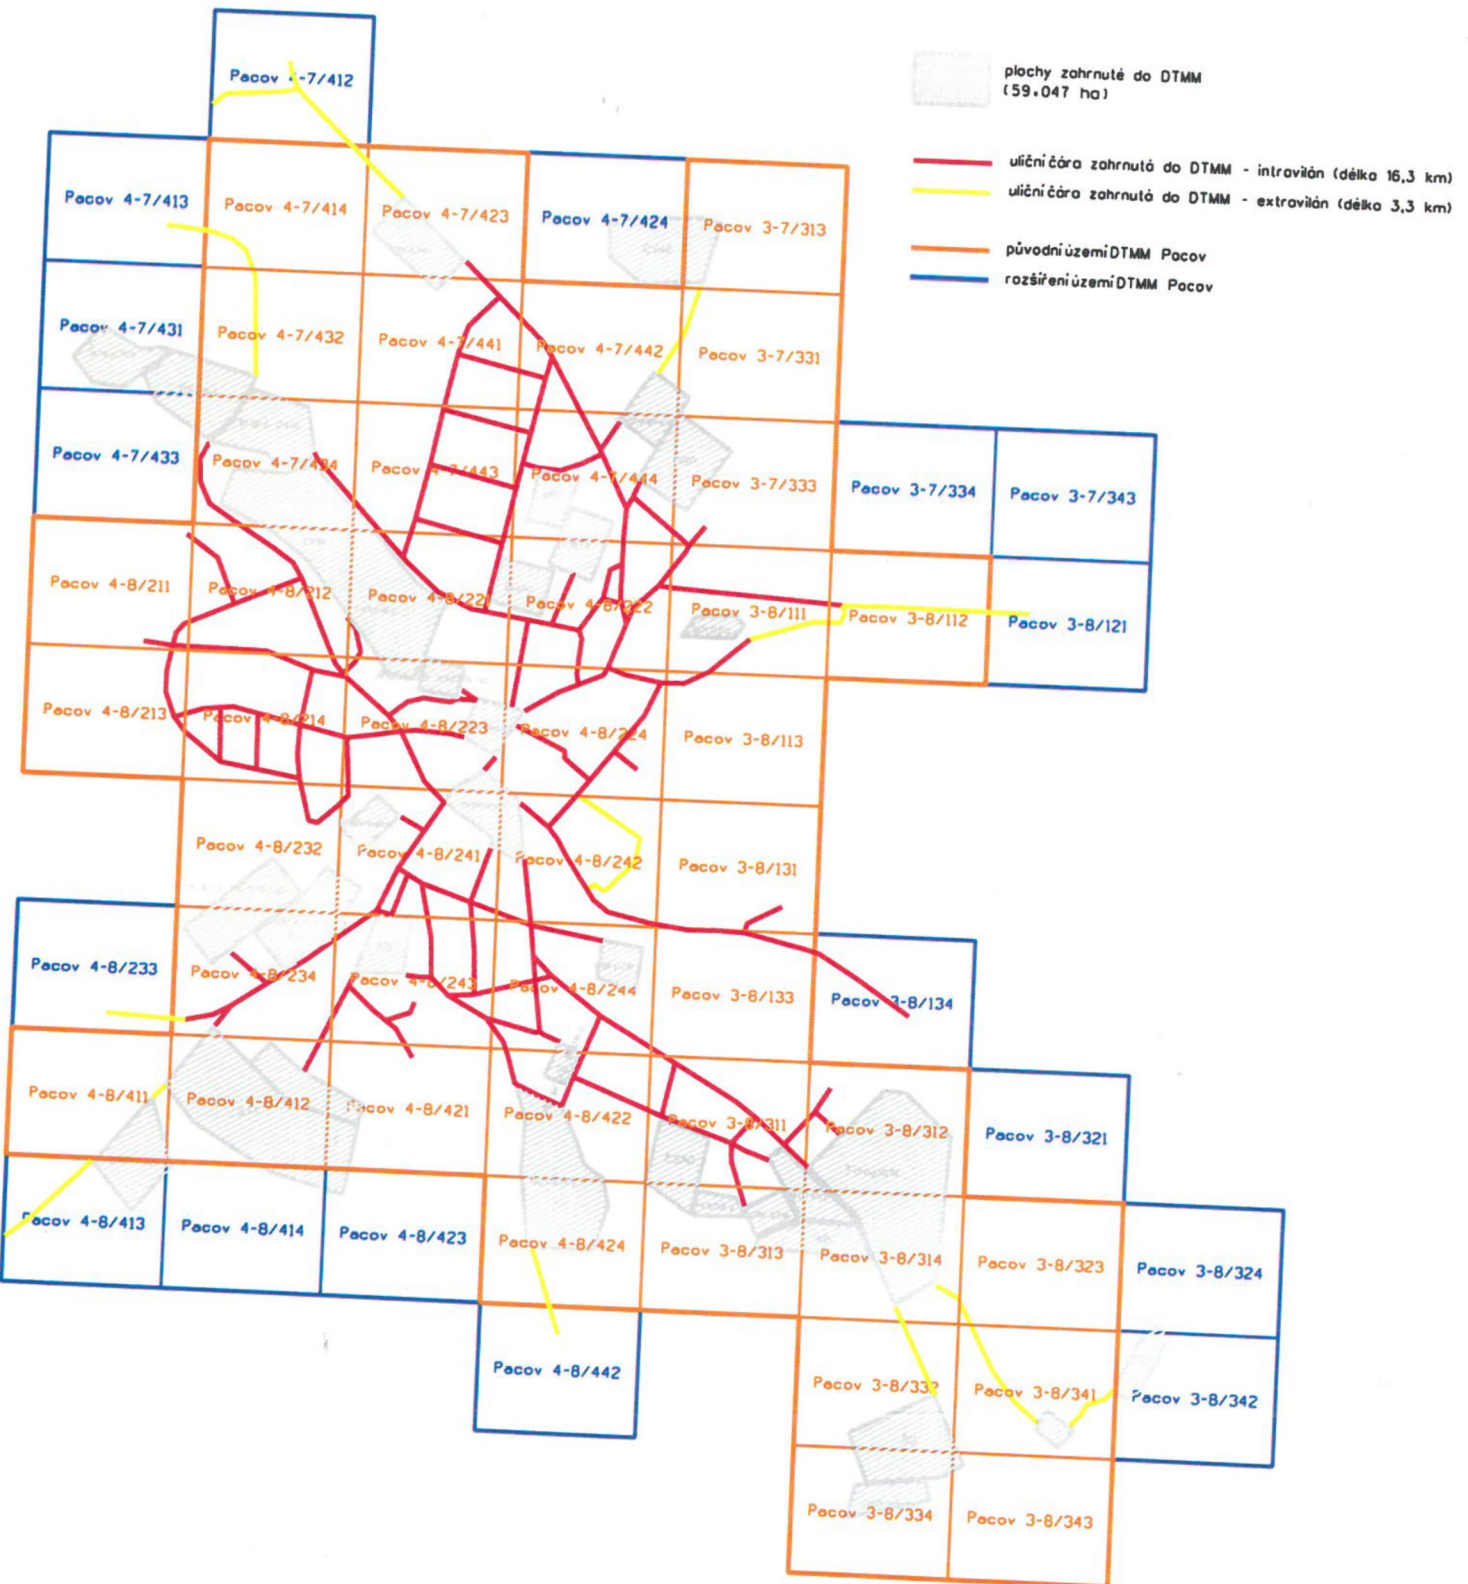 plochy zahrnuté do DTMM
(59.047 ha)
uliční čára zahrnutá do DTMM - intravilán (délka 16,3 km)
uliční čára zahrnutá do DTMM - extravilán (délka 3,3 km)
původní území DTMM Pacov
rozšíření území DTMM Pacov
Pacov 4-7/412
Pacov 4-7/413
Pacov 4-7/414
Pacov 4-7/423
Pacov 4-7/424
Pacov 3-7/313
Pacov 4-7/431
Pacov 4-7/432
Pacov 4-7/441
Pacov 4-7/442
Pacov 3-7/331
Pacov 4-7/433
Pacov 4-7/434
Pacov 4-7/443
Pacov 4-7/444
Pacov 3-7/333
Pacov 3-7/334
Pacov 3-7/343
Pacov 4-8/211
Pacov 4-8/212
Pacov 4-8/221
Pacov 4-8/222
Pacov 3-8/111
Pacov 3-8/112
Pacov 3-8/121
Pacov 4-8/213
Pacov 4-8/214
Pacov 4-8/223
Pacov 4-8/224
Pacov 3-8/113
Pacov 4-8/232
Pacov 4-8/241
Pacov 4-8/242
Pacov 3-8/131
Pacov 4-8/233
Pacov 4-8/234
Pacov 4-8/243
Pacov 4-8/244
Pacov 3-8/133
Pacov 3-8/134
Pacov 4-8/411
Pacov 4-8/412
Pacov 4-8/421
Pacov 4-8/422
Pacov 3-8/311
Pacov 3-8/312
Pacov 3-8/321
Pacov 4-8/413
Pacov 4-8/414
Pacov 4-8/423
Pacov 4-8/424
Pacov 3-8/313
Pacov 3-8/314
Pacov 3-8/323
Pacov 3-8/324
Pacov 4-8/442
Pacov 3-8/332
Pacov 3-8/341
Pacov 3-8/342
Pacov 3-8/334
Pacov 3-8/343